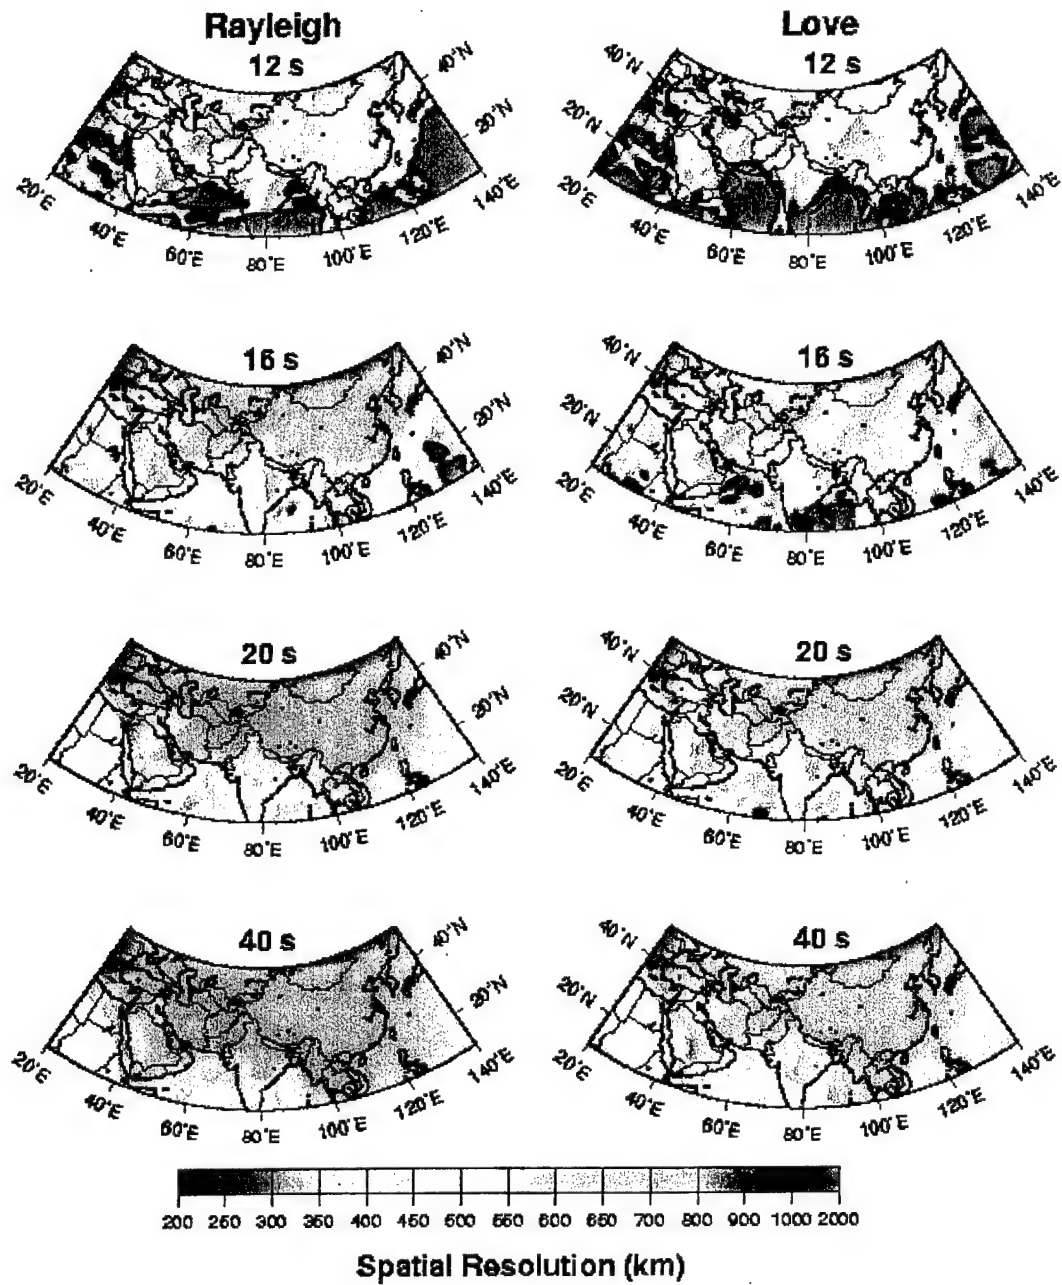 Rayleigh Love
12 s 12 s
40°N 40°N
20°N 20°N
20°E 40°E 60°E 80°E 100°E 120°E 140°E 20°E 40°E 60°E 80°E 100°E 120°E 140°E
16 s 16 s
40°N 40°N
20°N 20°N
20°E 40°E 60°E 80°E 100°E 120°E 140°E 20°E 40°E 60°E 80°E 100°E 120°E 140°E
20 s 20 s
40°N 40°N
20°N 20°N
20°E 40°E 60°E 80°E 100°E 120°E 140°E 20°E 40°E 60°E 80°E 100°E 120°E 140°E
40 s 40 s
40°N 40°N
20°N 20°N
20°E 40°E 60°E 80°E 100°E 120°E 140°E 20°E 40°E 60°E 80°E 100°E 120°E 140°E
200 250 300 350 400 450 500 550 600 650 700 800 900 1000 2000
Spatial Resolution (km)